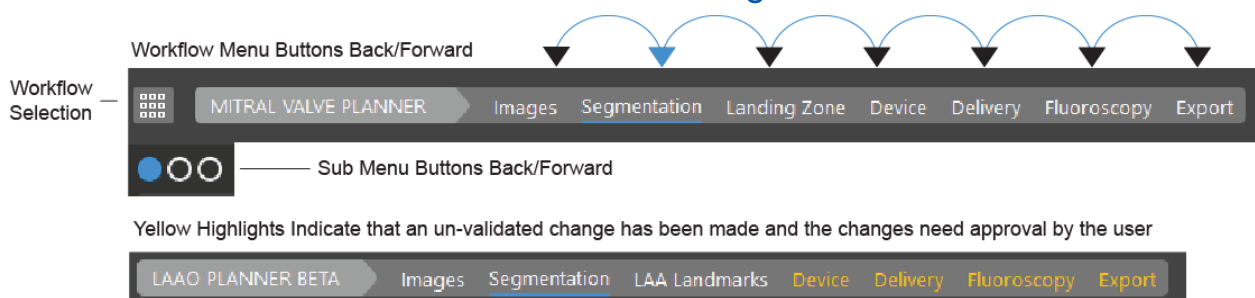 Workflow Menu Buttons Back/Forward
Workflow
Selection
MITRAL VALVE PLANNER Images Segmentation Landing Zone Device Delivery Fluoroscopy Export
Sub Menu Buttons Back/Forward
Yellow Highlights Indicate that an un-validated change has been made and the changes need approval by the user
LAAO PLANNER BETA Images Segmentation LAA Landmarks Device Delivery Fluoroscopy Export